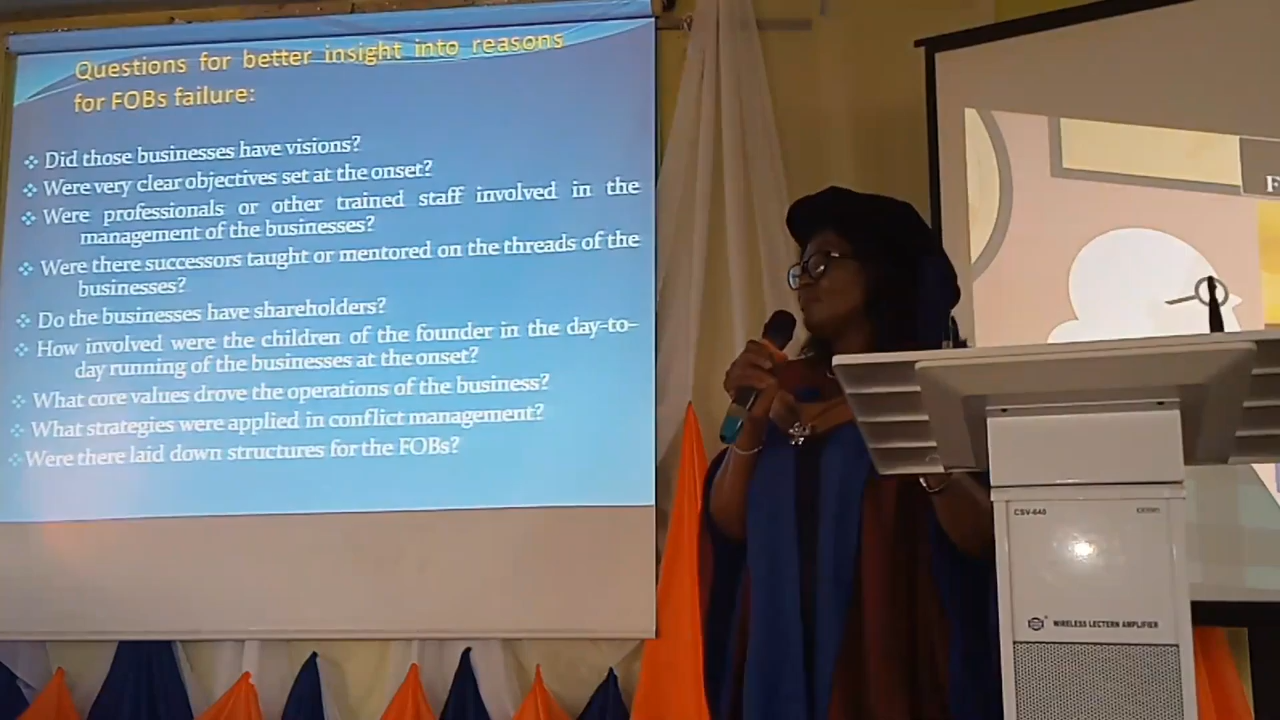 Questions for better insight into reasons
for FOBs failure:
Did those businesses have visions?
Were very clear objectives set at the onset?
Were professionals or other trained staff involved in the
management of the businesses?
Were there successors taught or mentored on the threads of the
businesses?
Do the businesses have shareholders?
How involved were the children of the founder in the day-to-
day running of the businesses at the onset?
What core values drove the operations of the business?
What strategies were applied in conflict management?
Were there laid down structures for the FOBs?
F
CSV-640
WIRELESS LECTERN AMPLIFIER